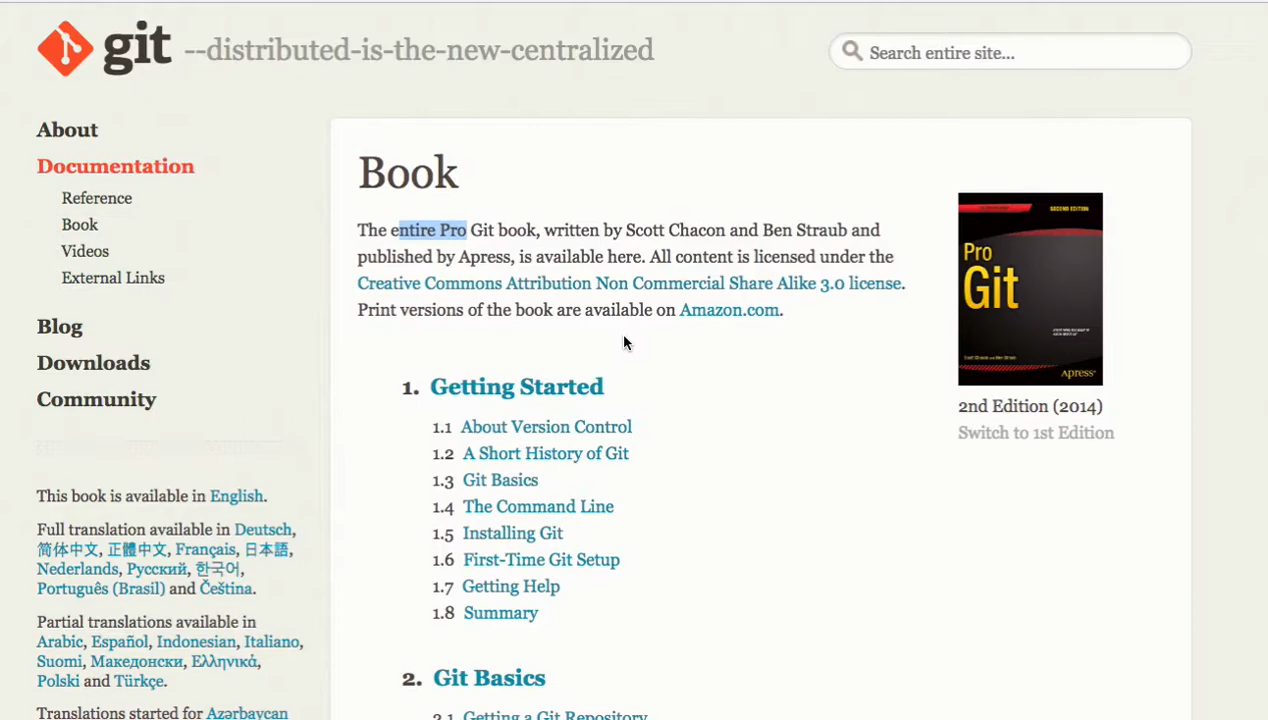 git --distributed-is-the-new-centralized
Search entire site...
About
Documentation
Reference
Book
Videos
External Links
Blog
Downloads
Community
This book is available in English.
Full translation available in Deutsch,
简体中文, 正體中文, Français, 日本語,
Nederlands, Русский, 한국어,
Português (Brasil) and Čeština.
Partial translations available in
Arabic, Español, Indonesian, Italiano,
Suomi, Македонски, Ελληνικά,
Polski and Türkçe.
Translations started for Azərbaycan
Book
The entire Pro Git book, written by Scott Chacon and Ben Straub and
published by Apress, is available here. All content is licensed under the
Creative Commons Attribution Non Commercial Share Alike 3.0 license.
Print versions of the book are available on Amazon.com.
SECOND EDITION
Pro
Git
Scott Chacon and Ben Straub
Apress
2nd Edition (2014)
Switch to 1st Edition
1. Getting Started
1.1 About Version Control
1.2 A Short History of Git
1.3 Git Basics
1.4 The Command Line
1.5 Installing Git
1.6 First-Time Git Setup
1.7 Getting Help
1.8 Summary
2. Git Basics
2.1 Getting a Git Repository